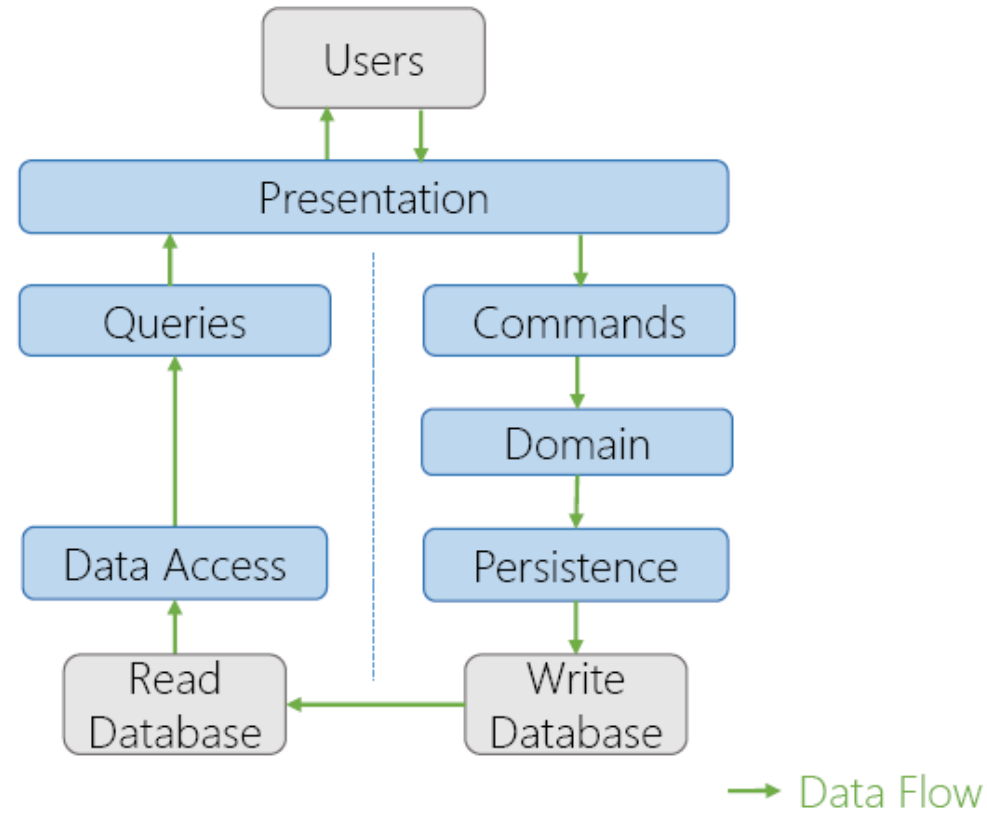 Users
Presentation
Queries
Commands
Domain
Data Access
Persistence
Read
Database
Write
Database
Data Flow